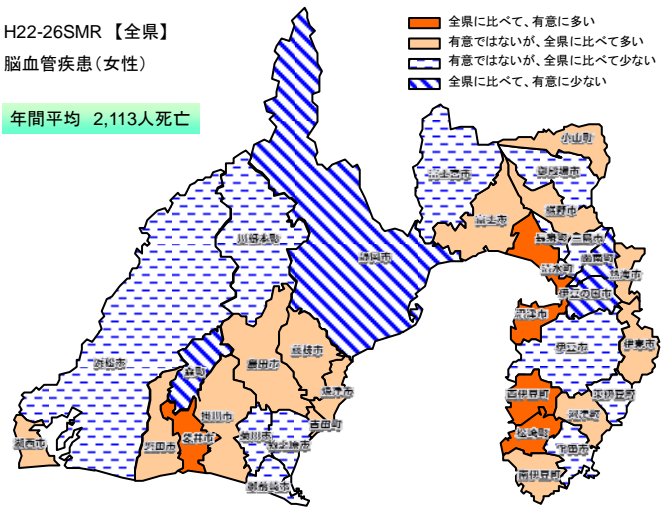 H22-26SMR 【全県】
脳血管疾患(女性)
年間平均 2,113人死亡
全県に比べて、有意に多い
有意ではないが、全県に比べて多い
有意ではないが、全県に比べて少ない
全県に比べて、有意に少ない
小山町
富士宮市
御殿場市
裾野市
富士市
川根本町
長泉町
三島市
静岡市
函南町
清水町
熱海市
伊豆の国市
沼津市
伊豆市
伊東市
藤枝市
浜松市
島田市
森町
焼津市
西伊豆町
東伊豆町
掛川市
河津町
吉田町
湖西市
磐田市
袋井市
菊川市
牧之原市
松崎町
下田市
南伊豆町
御前崎市